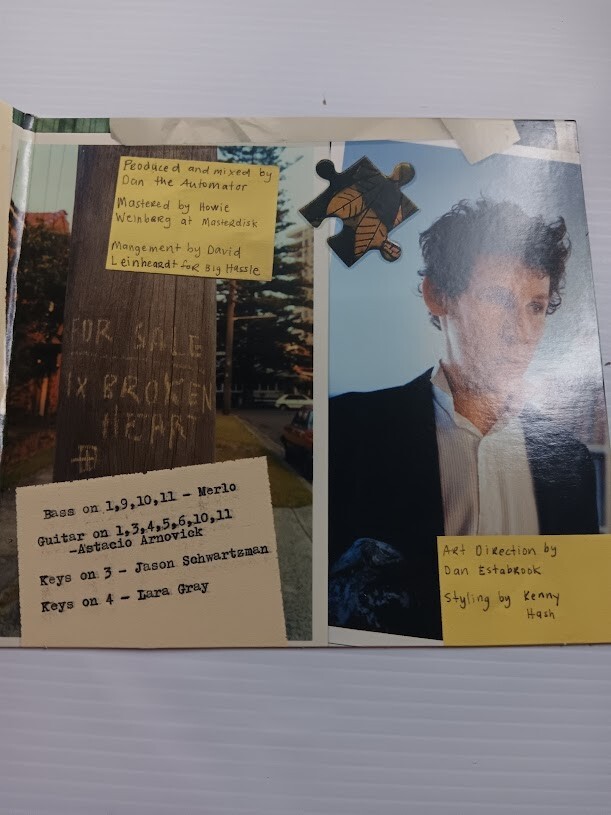 Produced and mixed by
Dan the Automator
Mastered by Howie
Weinberg at Masterdisk
Mangement by David
Leinheardt for Big Hassle
FOR SALE
1X BROKEN
HEART
Bass on 1,9,10,11 - Merlo
Guitar on 1,3,4,5,6,10,11
-Astacio Arnovick
Keys on 3 - Jason Schwartzman
Keys on 4 - Lara Gray
Art Direction by
Dan Estabrook
Styling by Kenny
Hash